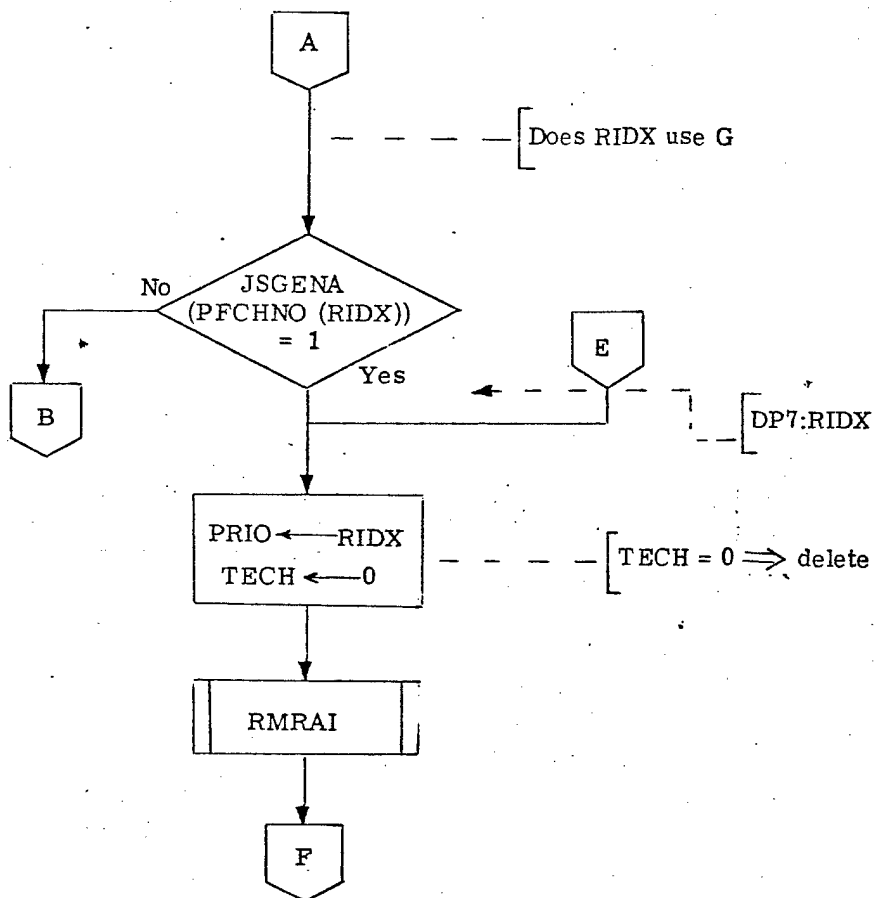 A
Does RIDX use G
No
JSGENA
(PFCHNO (RIDX))
= 1
E
Yes
B
DP7:RIDX
PRIO ← RIDX
TECH ← 0
TECH = 0 ⇒ delete
RMRAI
F